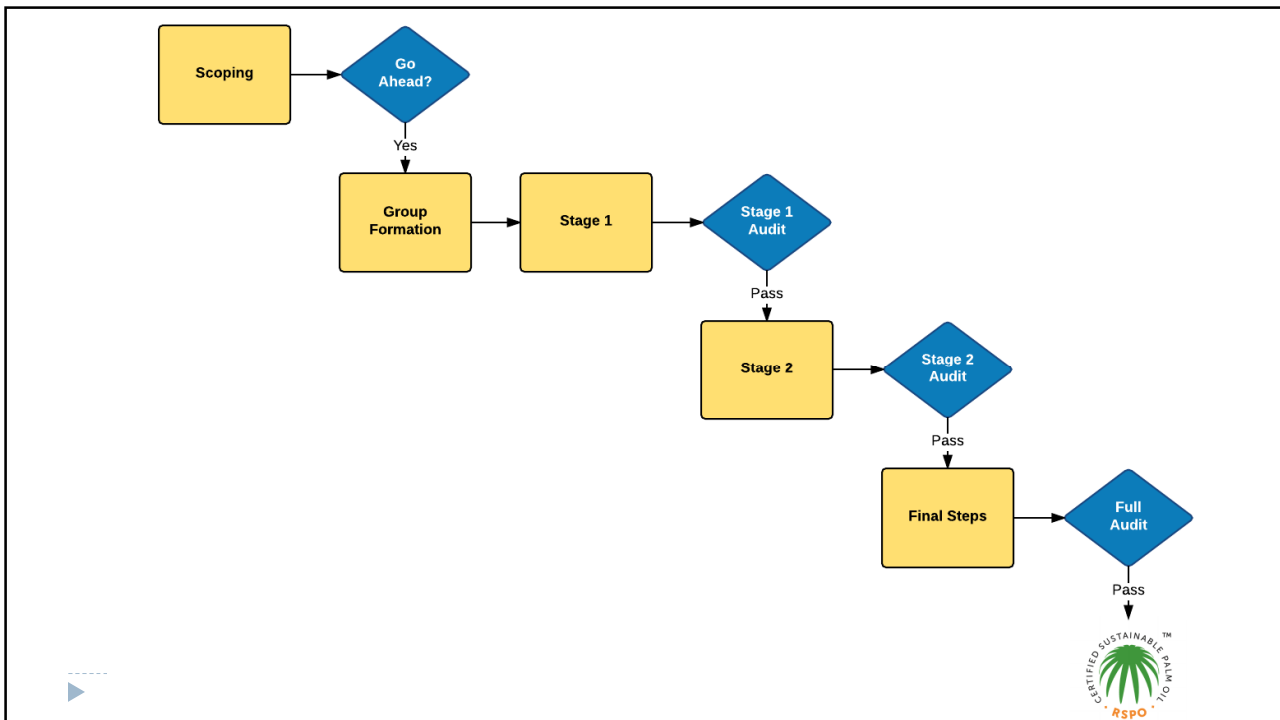 Scoping
Go
Ahead?
Yes
Group
Formation
Stage 1
Stage 1
Audit
Pass
Stage 2
Stage 2
Audit
Pass
Final Steps
Full
Audit
Pass
CERTIFIED SUSTAINABLE PALM OIL ™
· RSPO ·